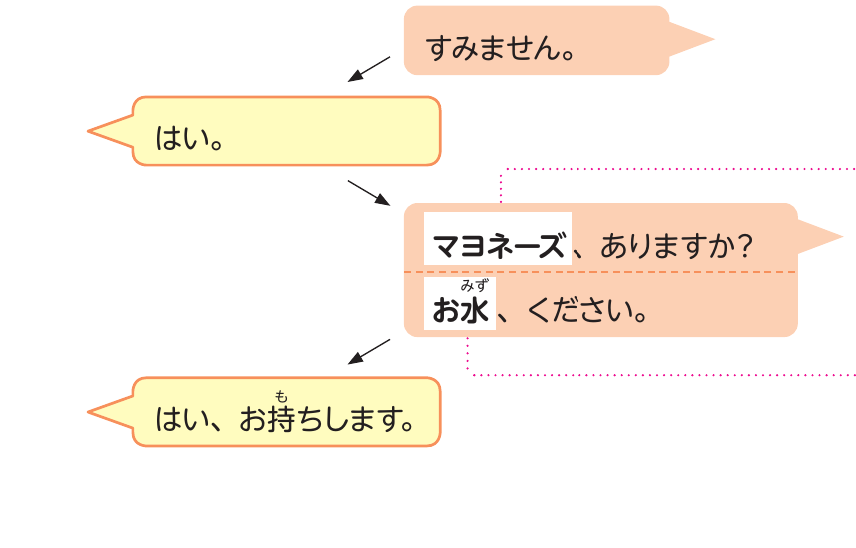 すみません。
はい。
マヨネーズ、ありますか？
みず
お水、ください。
も
はい、お持ちします。